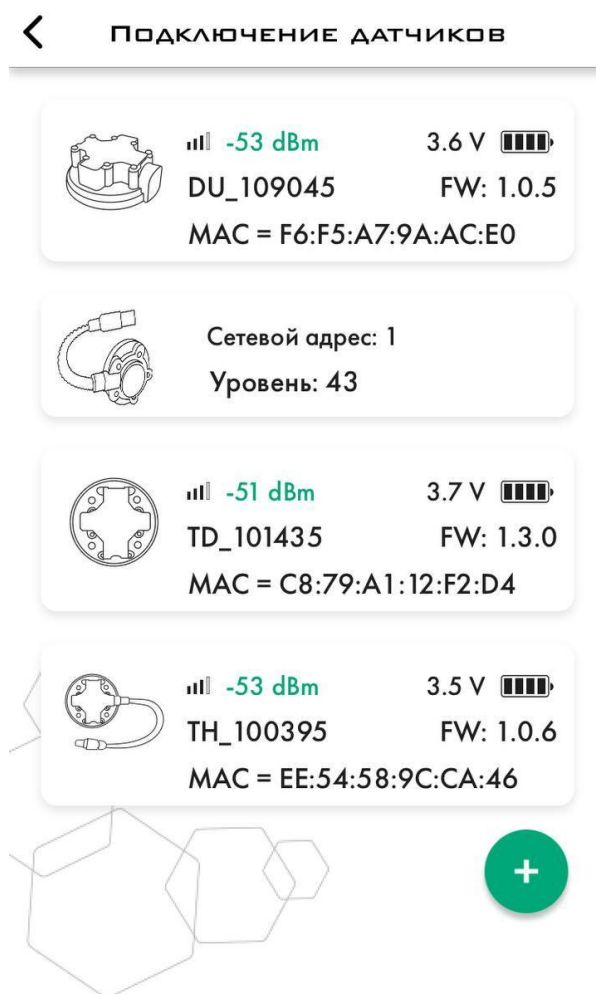 Подключение датчиков
-53 dBm 3.6 V
DU_109045 FW: 1.0.5
MAC = F6:F5:A7:9A:AC:E0
Сетевой адрес: 1
Уровень: 43
-51 dBm 3.7 V
TD_101435 FW: 1.3.0
MAC = C8:79:A1:12:F2:D4
-53 dBm 3.5 V
TH_100395 FW: 1.0.6
MAC = EE:54:58:9C:CA:46
+